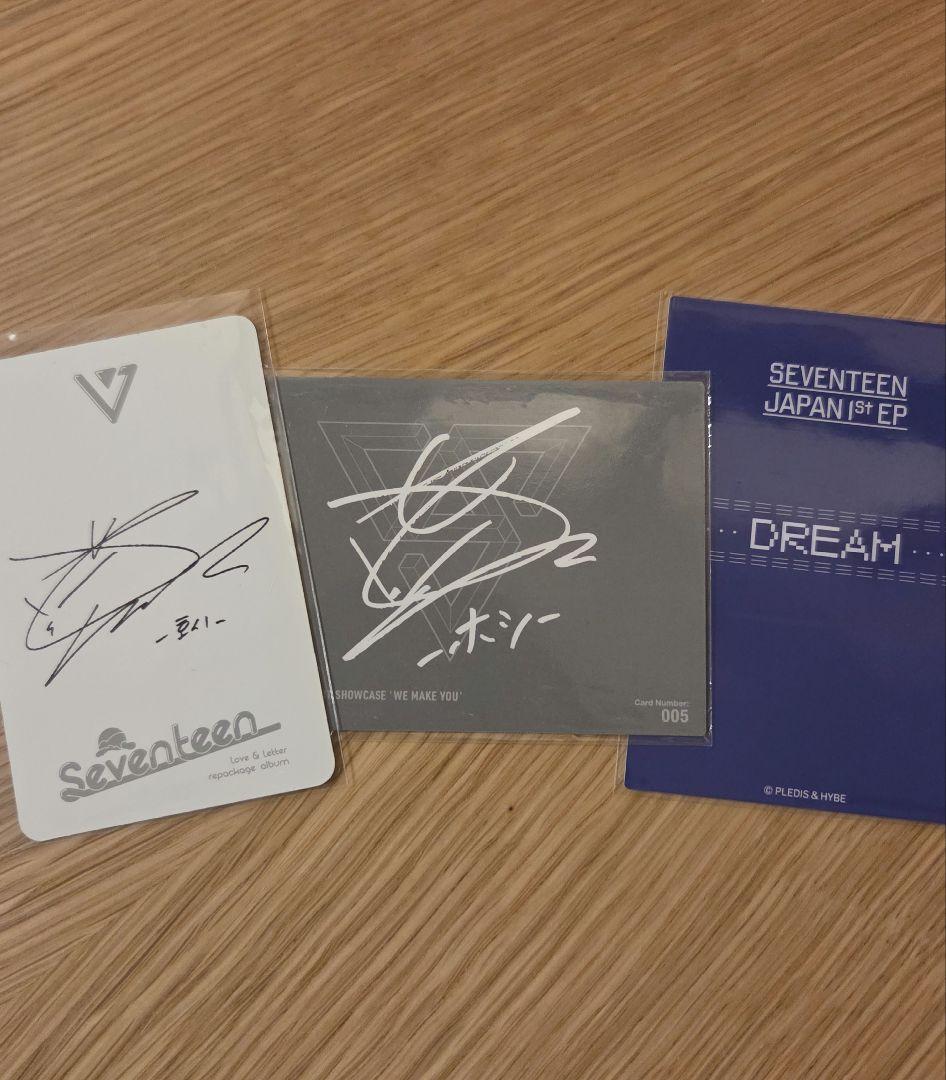 -호시-
Seventeen
Love & Letter
repackage album
SHOWCASE 'WE MAKE YOU'
-ホシ-
Card Number:
005
SEVENTEEN
JAPAN 1st EP
DREAM
© PLEDIS & HYBE